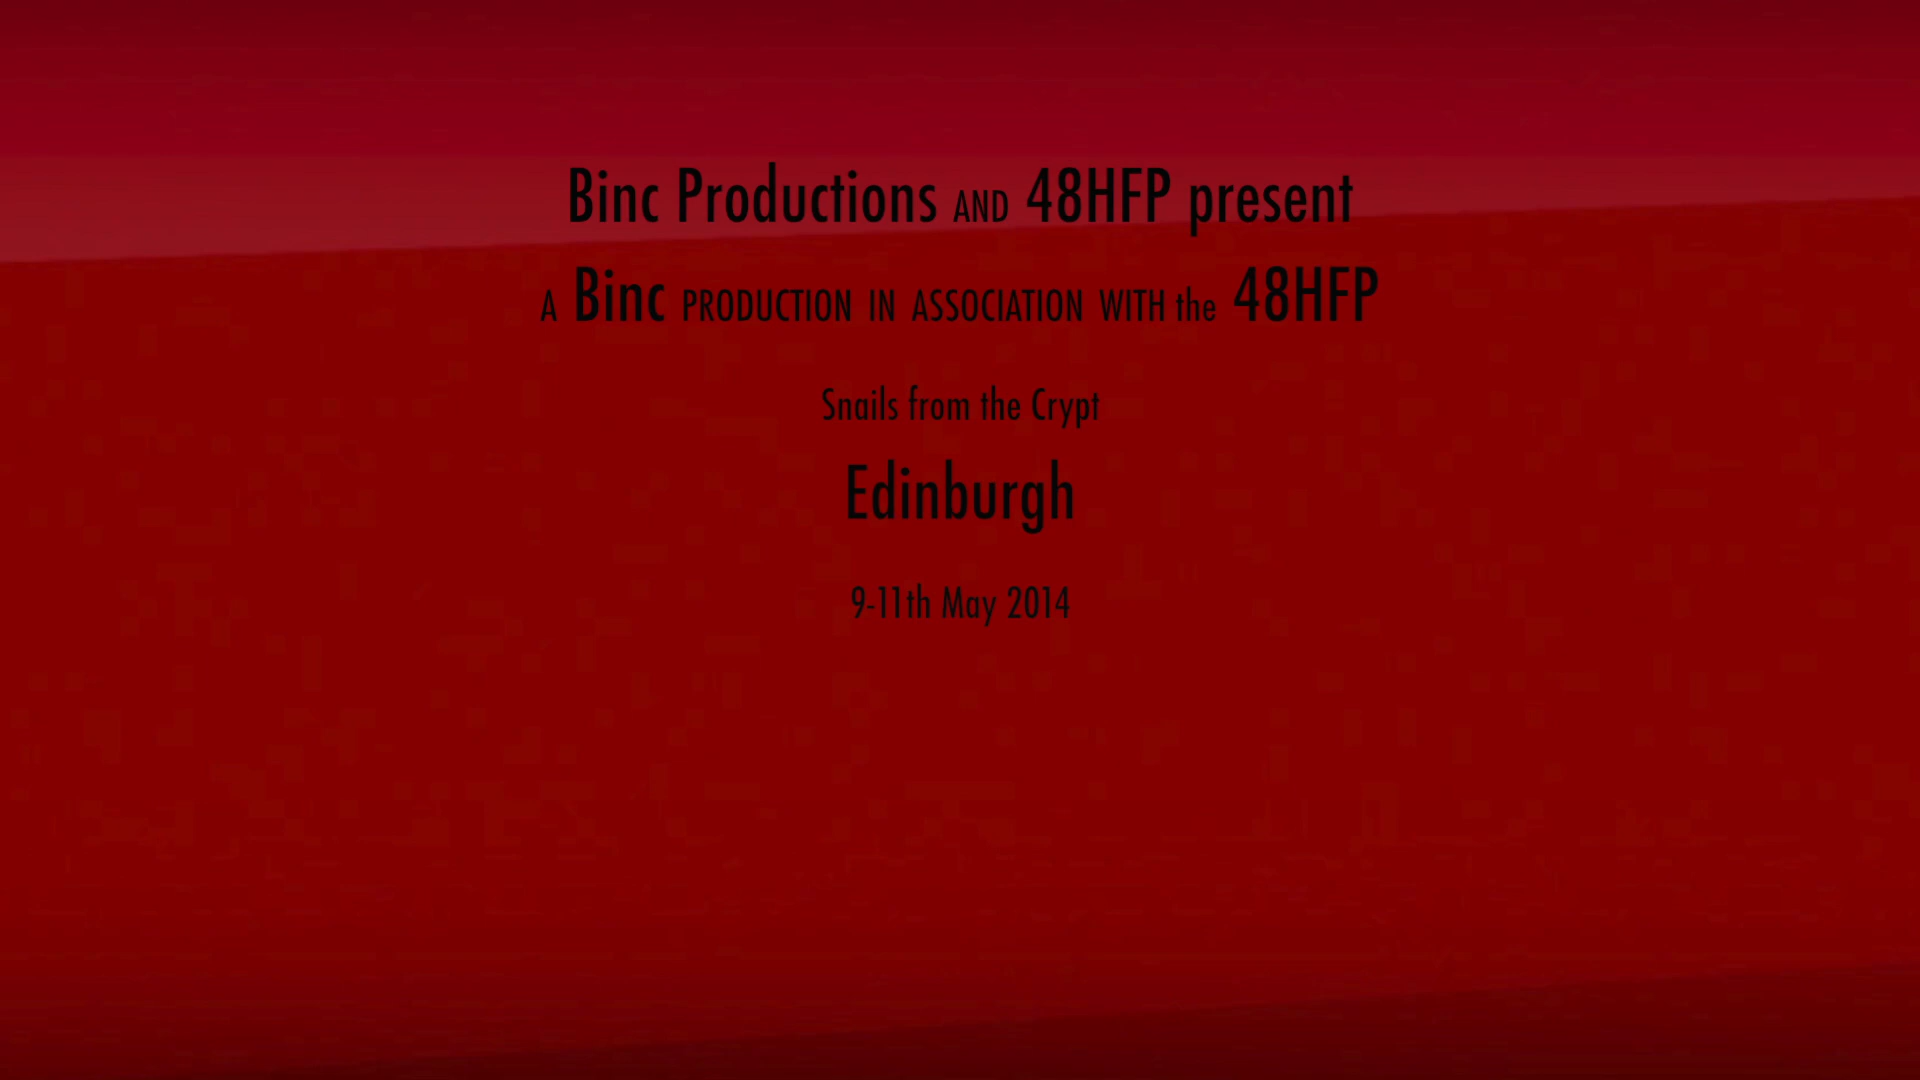 Binc Productions AND 48HFP present
A Binc PRODUCTION IN ASSOCIATION WITH the 48HFP
Snails from the Crypt
Edinburgh
9-11th May 2014